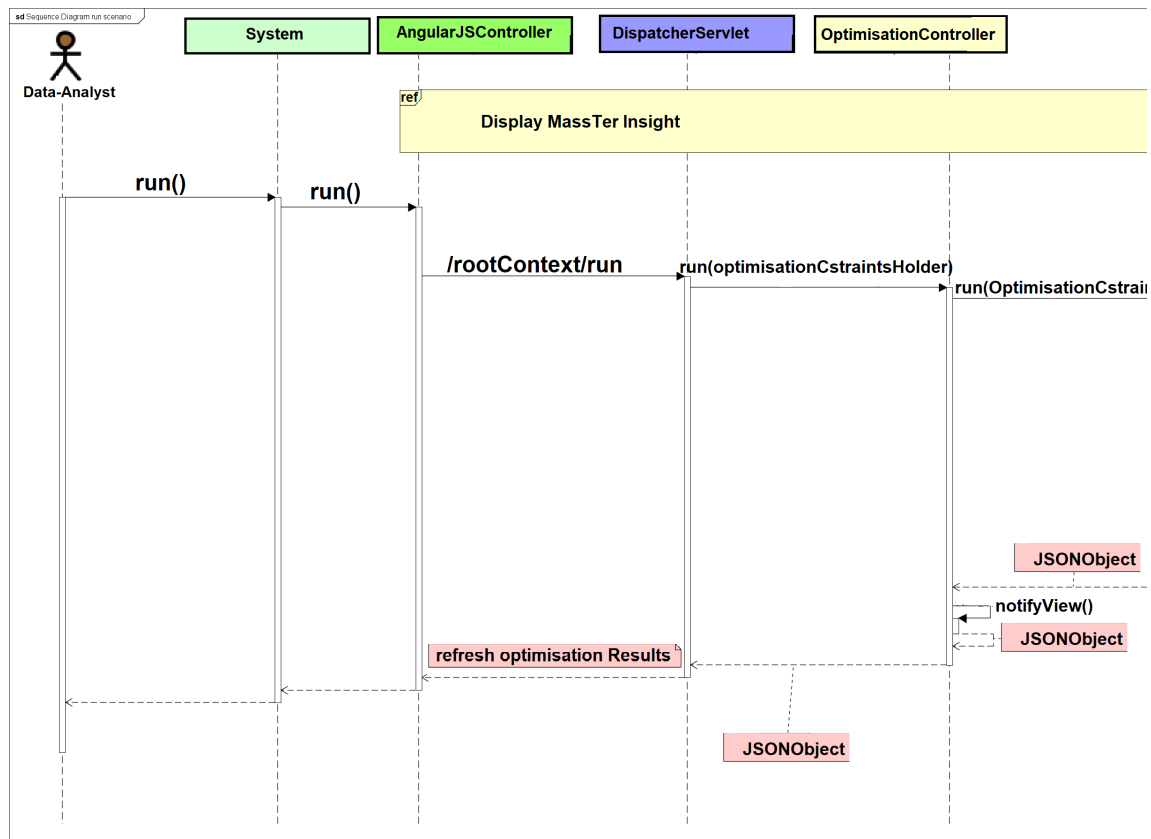 sd Sequence Diagram run scenario
System
AngularJSController
DispatcherServlet
OptimisationController
Data-Analyst
ref
Display MassTer Insight
run()
run()
/rootContext/run
run(optimisationCstraintsHolder)
run(OptimisationCstrain
JSONObject
notifyView()
JSONObject
refresh optimisation Results
JSONObject